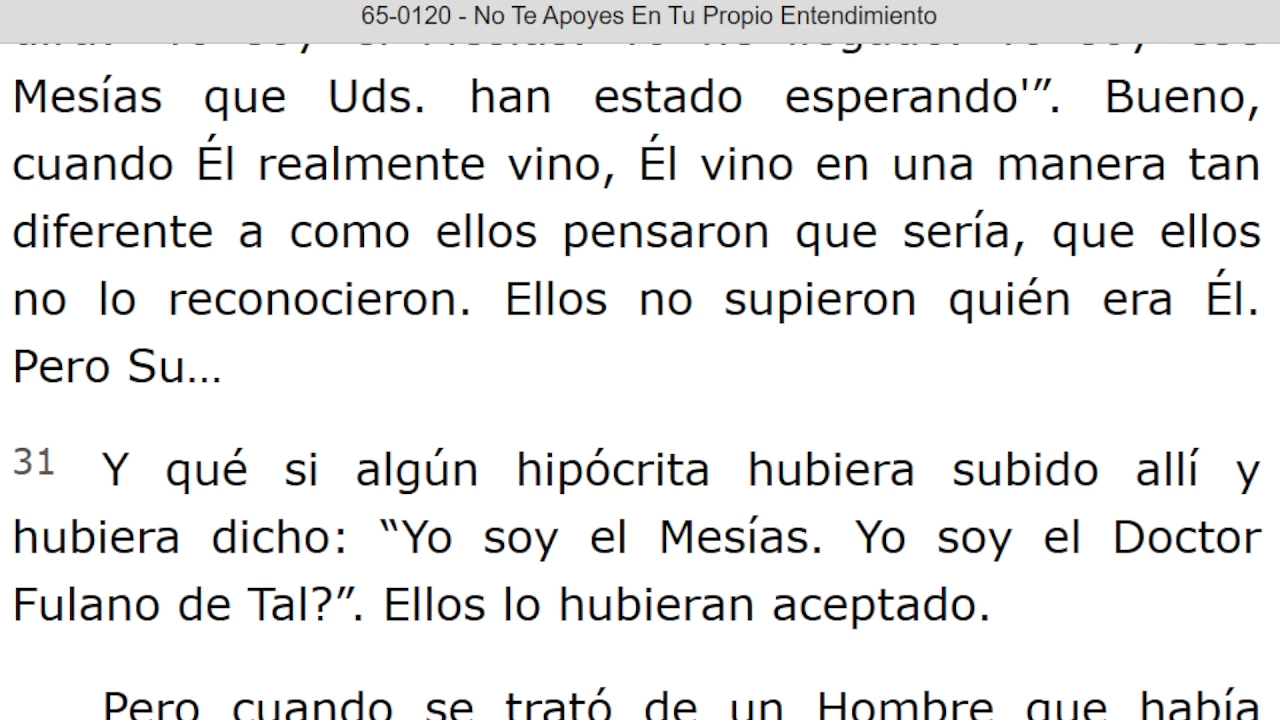 65-0120 - No Te Apoyes En Tu Propio Entendimiento
Mesías que Uds. han estado esperando'”. Bueno,
cuando Él realmente vino, Él vino en una manera tan
diferente a como ellos pensaron que sería, que ellos
no lo reconocieron. Ellos no supieron quién era Él.
Pero Su...
31 Y qué si algún hipócrita hubiera subido allí y
hubiera dicho: “Yo soy el Mesías. Yo soy el Doctor
Fulano de Tal?”. Ellos lo hubieran aceptado.
Pero cuando se trató de un Hombre que había